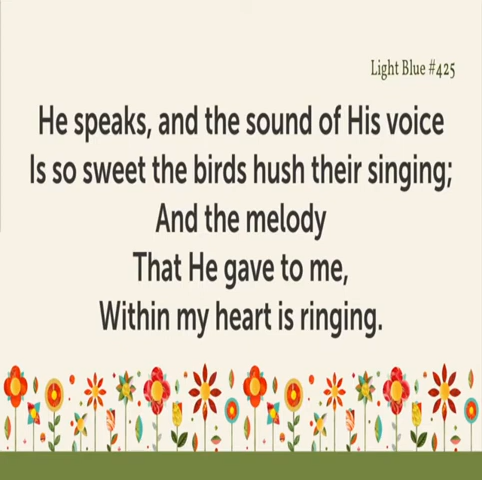 Light Blue #425
He speaks, and the sound of His voice
Is so sweet the birds hush their singing;
And the melody
That He gave to me,
Within my heart is ringing.